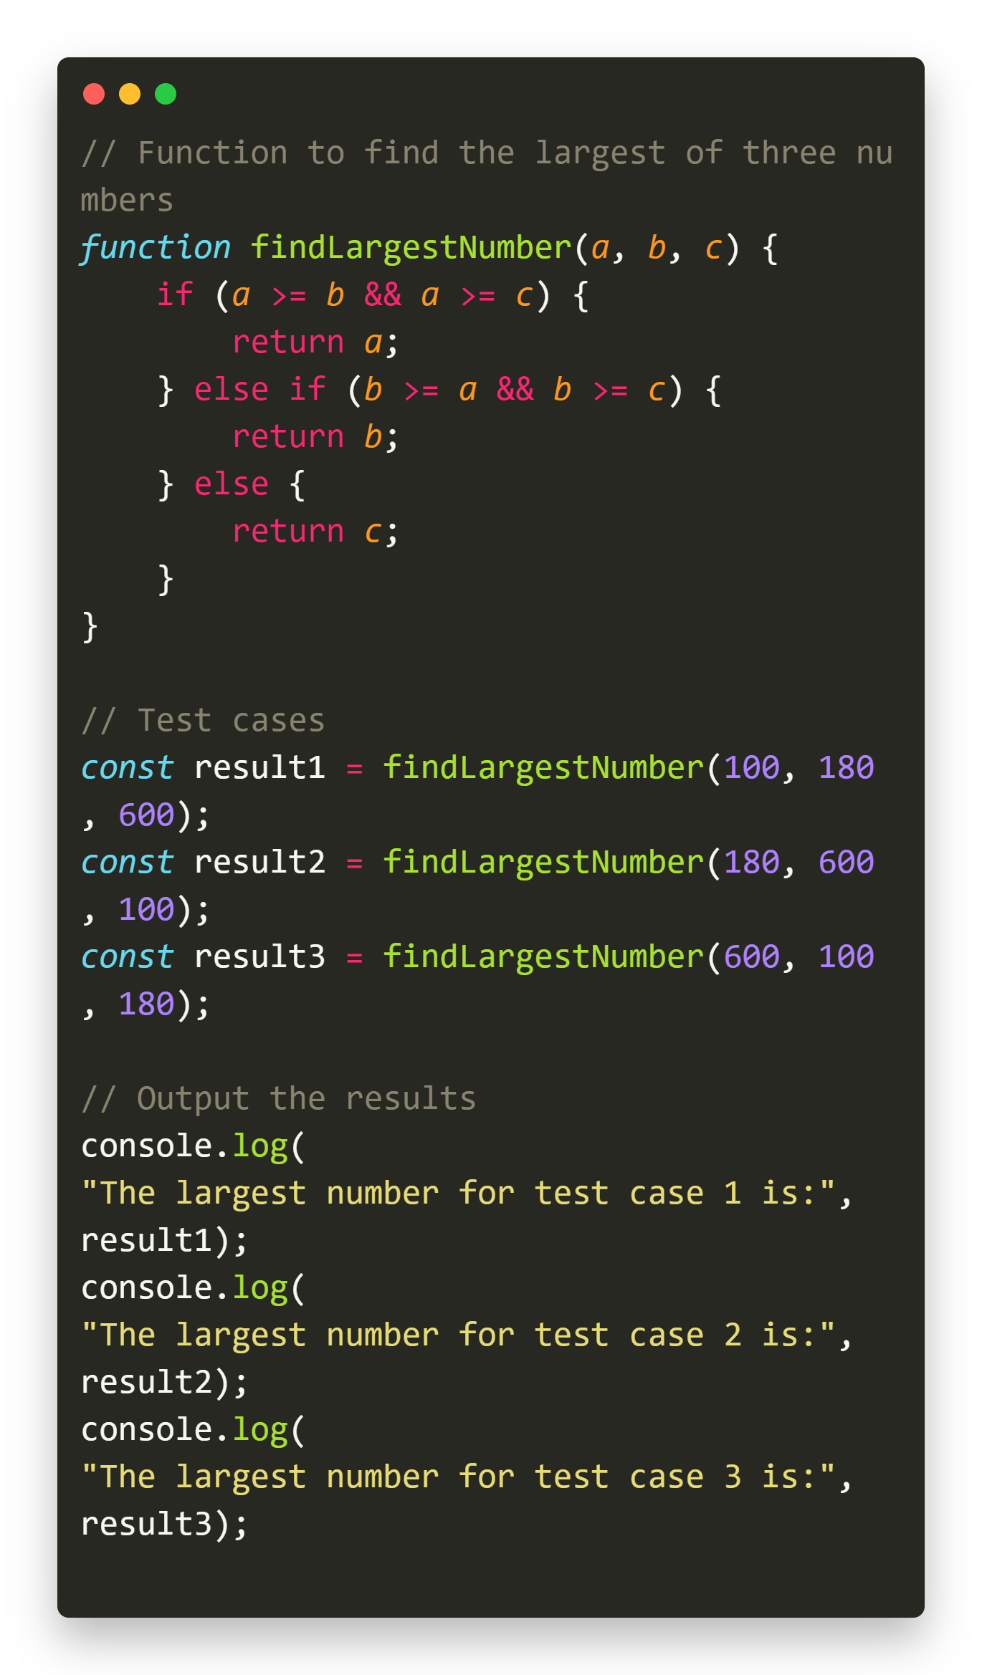 // Function to find the largest of three nu
mbers
function findLargestNumber(a, b, c) {
    if (a >= b && a >= c) {
        return a;
    } else if (b >= a && b >= c) {
        return b;
    } else {
        return c;
    }
}

// Test cases
const result1 = findLargestNumber(100, 180
, 600);
const result2 = findLargestNumber(180, 600
, 100);
const result3 = findLargestNumber(600, 100
, 180);

// Output the results
console.log(
"The largest number for test case 1 is:",
result1);
console.log(
"The largest number for test case 2 is:",
result2);
console.log(
"The largest number for test case 3 is:",
result3);